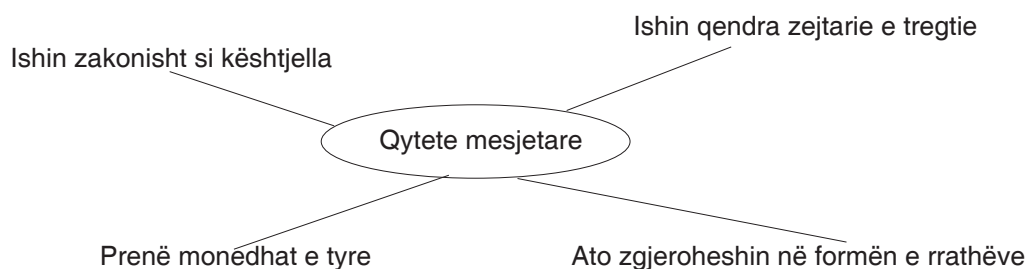 Ishin qendra zejtarie e tregtie
Ishin zakonisht si kështjella
Qytete mesjetare
Prenë monedhat e tyre
Ato zgjeroheshin në formën e rrathëve